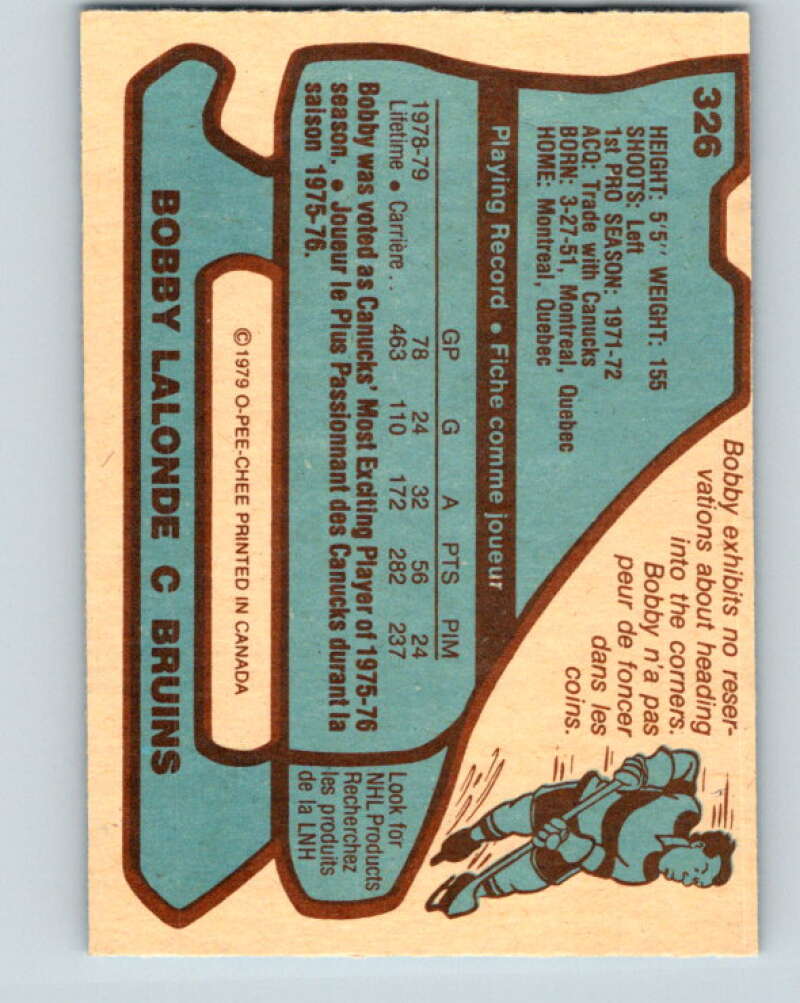 326
HEIGHT: 5'5" WEIGHT: 155
SHOOTS: Left
1st PRO SEASON: 1971-72
ACQ: Trade with Canucks
BORN: 3-27-51, Montreal, Quebec
HOME: Montreal, Quebec
Bobby exhibits no reser-
vations about heading
into the corners.
Bobby n'a pas
peur de foncer
dans les
coins.
Playing Record • Fiche comme joueur
GP G A PTS PIM
1978-79 78 24 32 56 24
Lifetime • Carrière . . 463 110 172 282 237
Bobby was voted as Canucks' Most Exciting Player of 1975-76
season. • Joueur le Plus Passionnant des Canucks durant la
saison 1975-76.
Look for
NHL Products
Recherchez
les produits
de la LNH
© 1979 O-PEE-CHEE PRINTED IN CANADA
BOBBY LALONDE C BRUINS